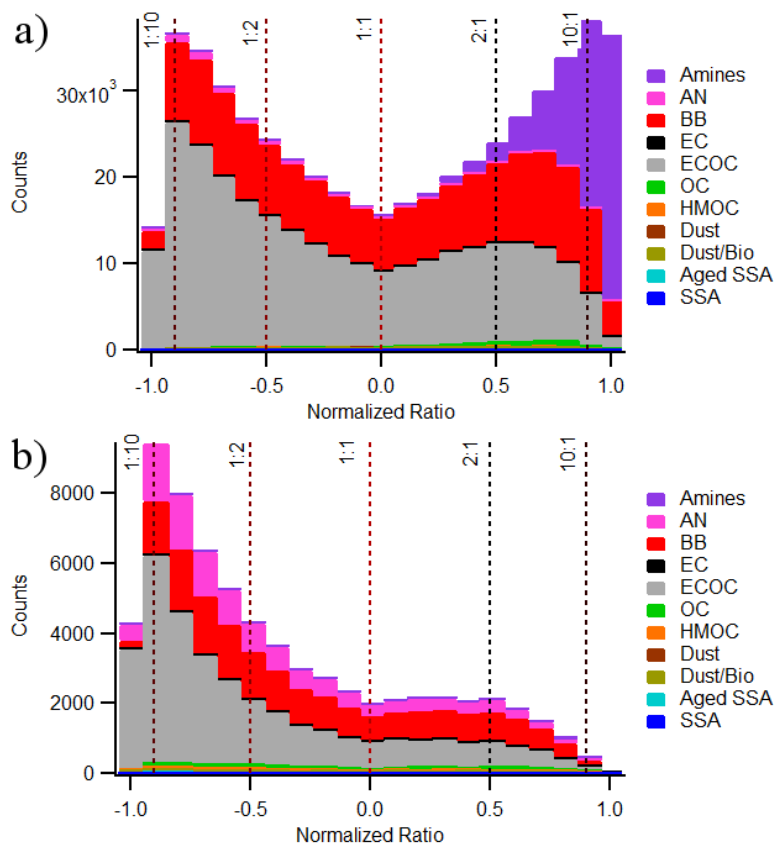 a)
1:10
1:2
1:1
2:1
10:1
30x10³
20
10
0
Counts
-1.0
-0.5
0.0
0.5
1.0
Normalized Ratio
Amines
AN
BB
EC
ECOC
OC
HMOC
Dust
Dust/Bio
Aged SSA
SSA
b)
1:10
1:2
1:1
2:1
10:1
8000
6000
4000
2000
0
Counts
-1.0
-0.5
0.0
0.5
1.0
Normalized Ratio
Amines
AN
BB
EC
ECOC
OC
HMOC
Dust
Dust/Bio
Aged SSA
SSA